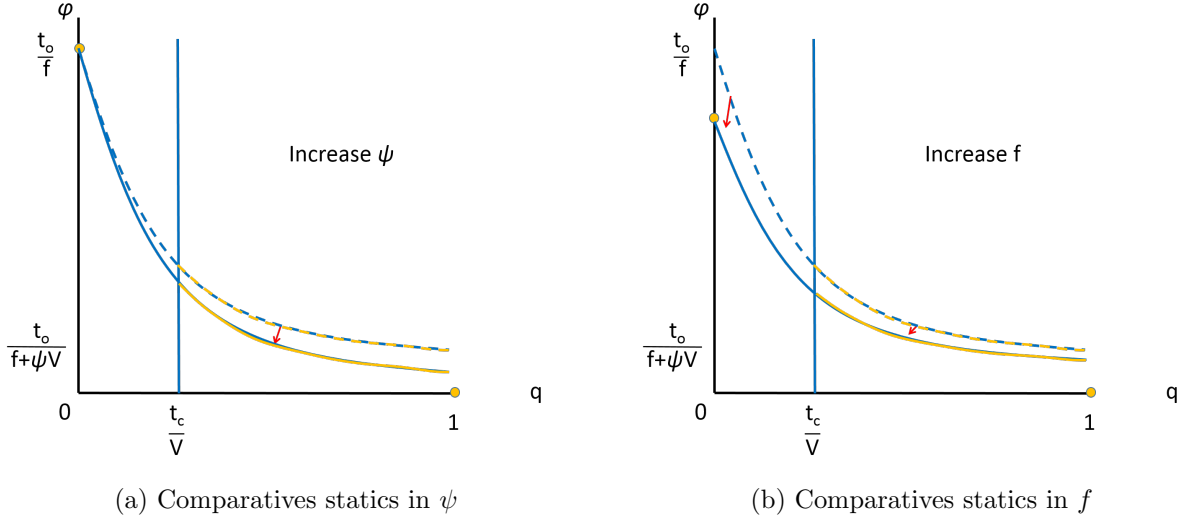 φ
t_o
f
Increase ψ
t_o
f+ψV
0
t_c
V
1
q
(a) Comparatives statics in ψ
φ
t_o
f
Increase f
t_o
f+ψV
0
t_c
V
1
q
(b) Comparatives statics in f